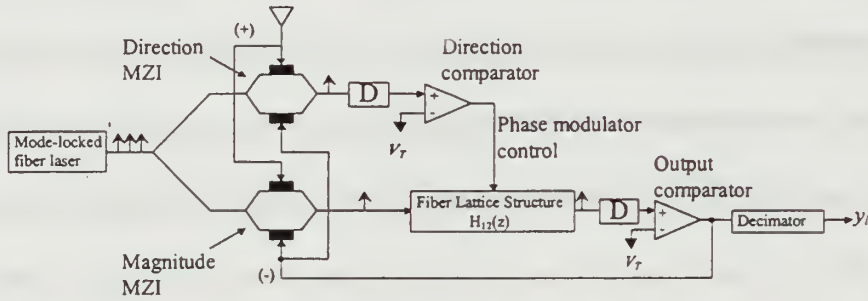 (+)
Direction
MZI
Direction
comparator
D
+
-
V_T
Phase modulator
control
Mode-locked
fiber laser
Output
comparator
Fiber Lattice Structure
H_12(z)
D
+
-
V_T
Decimator
y_i
Magnitude
MZI
(-)